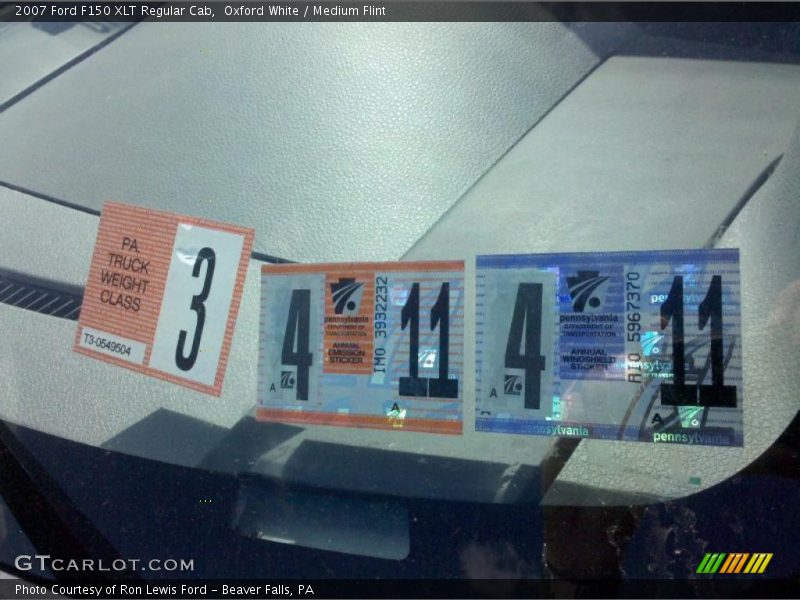 2007 Ford F150 XLT Regular Cab, Oxford White / Medium Flint
PA
TRUCK
WEIGHT
CLASS
3
T3-0549504
4
A
pennsylvania
DEPARTMENT OF
TRANSPORTATION
ANNUAL
EMISSION
STICKER
IM0 3932232
11
A
4
A
pennsylvania
DEPARTMENT OF
TRANSPORTATION
ANNUAL
WINDSHIELD
STICKER
AI0 5967370
11
A
pennsylvania
pennsylvania
GTCARLOT.COM
Photo Courtesy of Ron Lewis Ford - Beaver Falls, PA